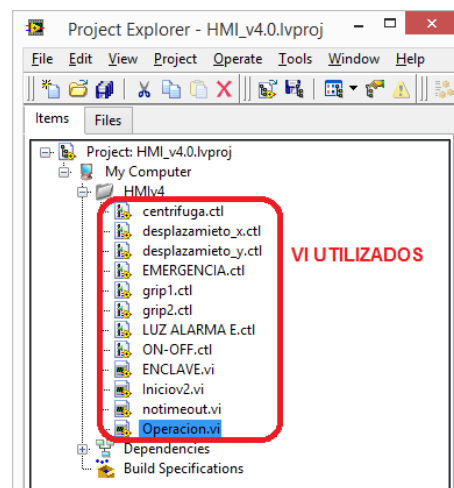 Project Explorer - HMI_v4.0.lvproj
File Edit View Project Operate Tools Window Help
Items Files
Project: HMI_v4.0.lvproj
My Computer
HMIv4
centrifuga.ctl
desplazamieto_x.ctl
desplazamieto_y.ctl
VI UTILIZADOS
EMERGENCIA.ctl
grip1.ctl
grip2.ctl
LUZ ALARMA E.ctl
ON-OFF.ctl
ENCLAVE.vi
Iniciov2.vi
notimeout.vi
Operacion.vi
Dependencies
Build Specifications